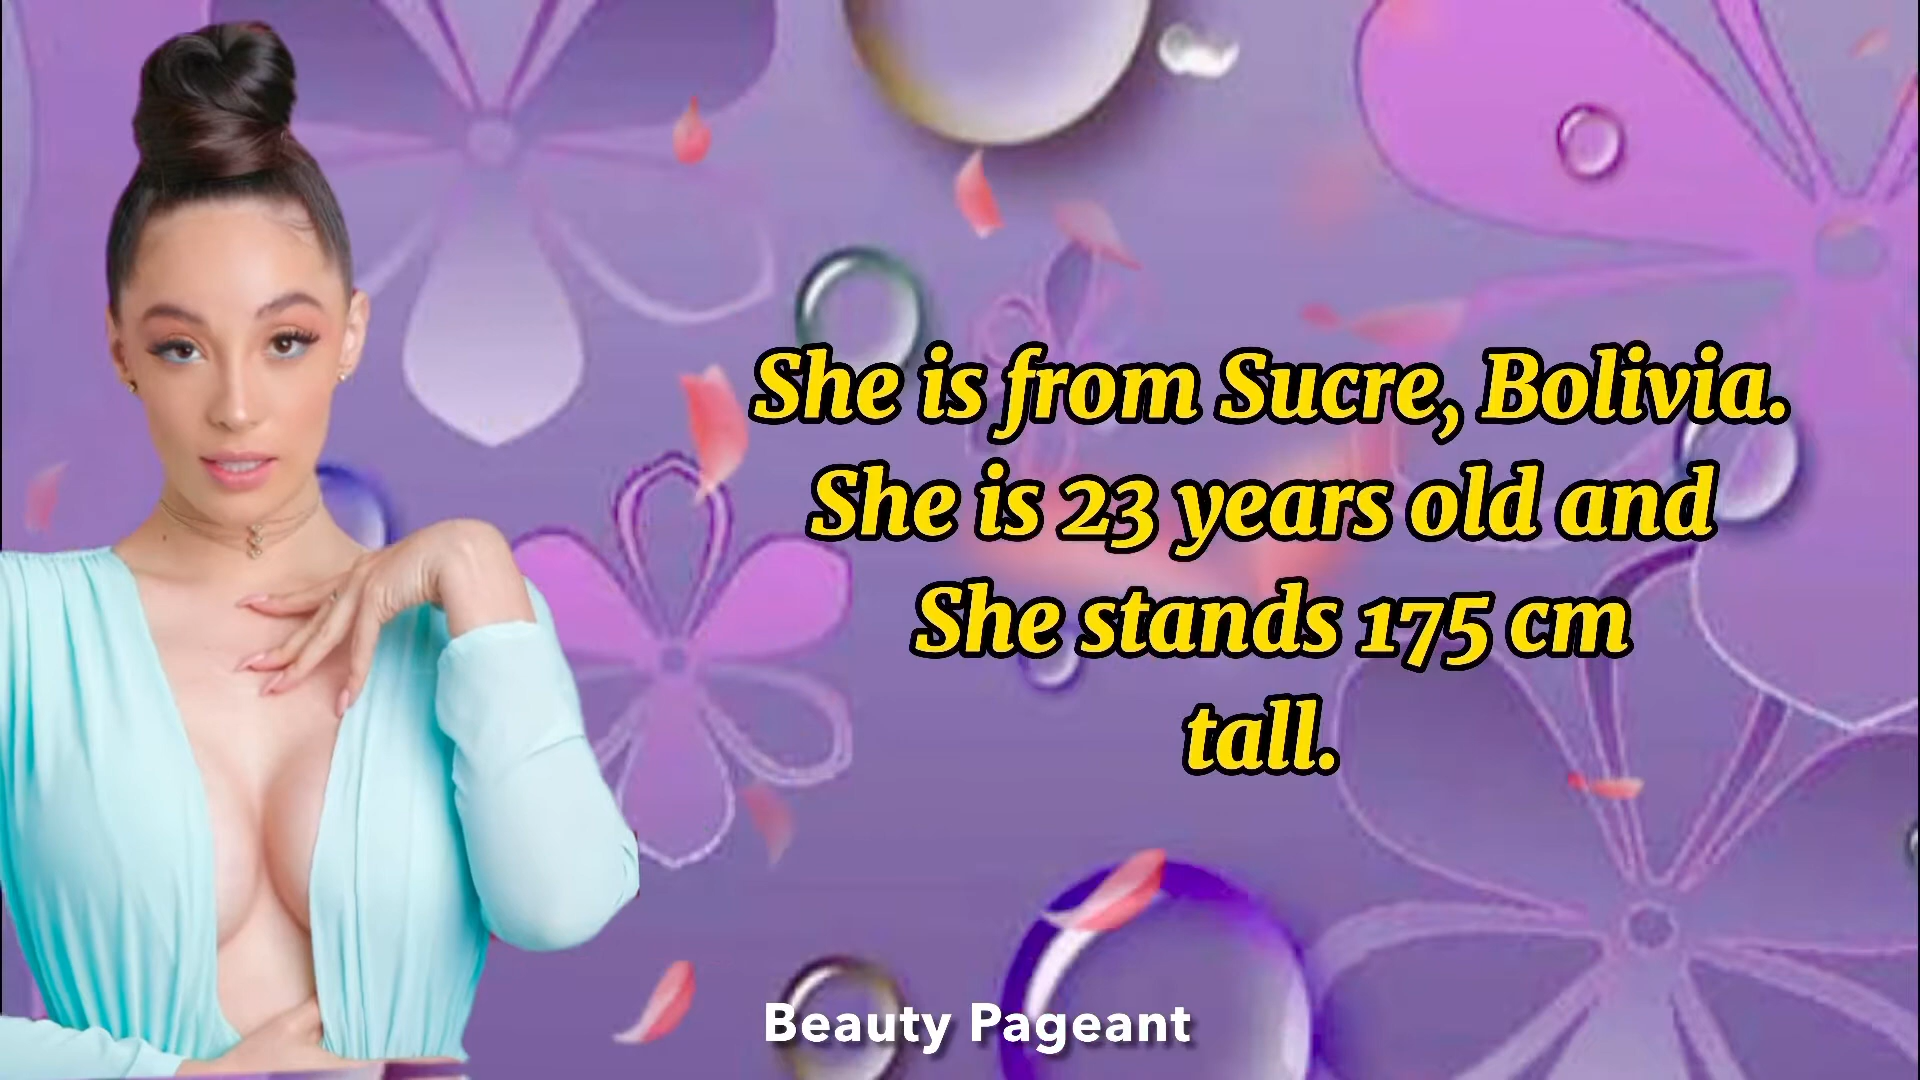 She is from Sucre, Bolivia.
She is 23 years old and
She stands 175 cm
tall.
Beauty Pageant